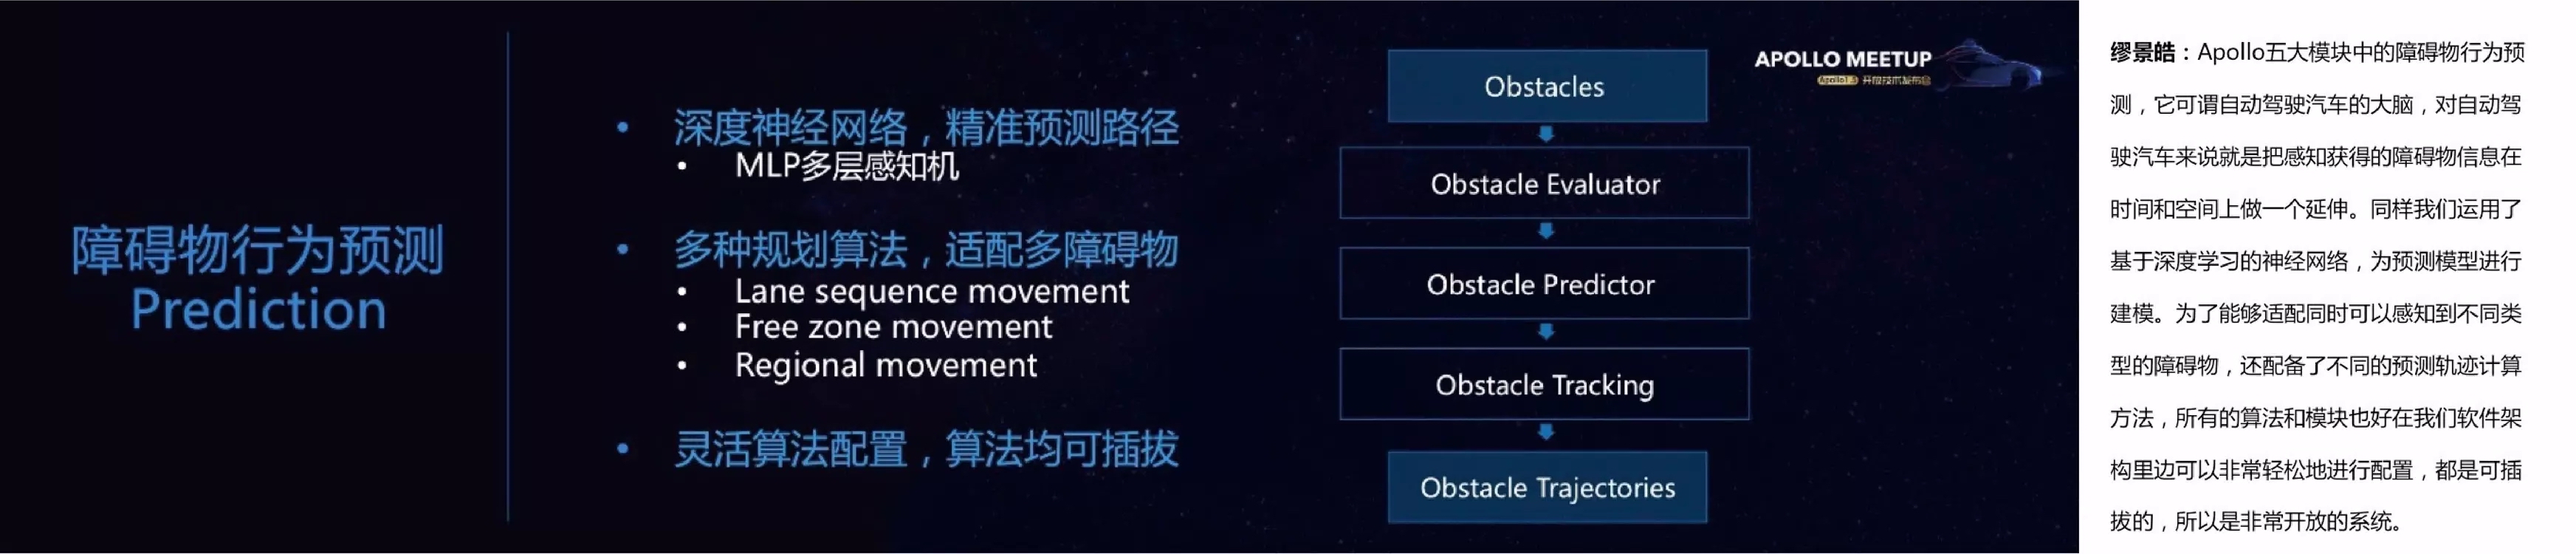 障碍物行为预测
Prediction
• 深度神经网络，精准预测路径
• MLP多层感知机
• 多种规划算法，适配多障碍物
• Lane sequence movement
• Free zone movement
• Regional movement
• 灵活算法配置，算法均可插拔
Obstacles
Obstacle Evaluator
Obstacle Predictor
Obstacle Tracking
Obstacle Trajectories
APOLLO MEETUP
Apollo1.5 开放技术发布会
缪景皓：Apollo五大模块中的障碍物行为预
测，它可谓自动驾驶汽车的大脑，对自动驾
驶汽车来说就是把感知获得的障碍物信息在
时间和空间上做一个延伸。同样我们运用了
基于深度学习的神经网络，为预测模型进行
建模。为了能够适配同时可以感知到不同类
型的障碍物，还配备了不同的预测轨迹计算
方法，所有的算法和模块也好在我们软件架
构里边可以非常轻松地进行配置，都是可插
拔的，所以是非常开放的系统。